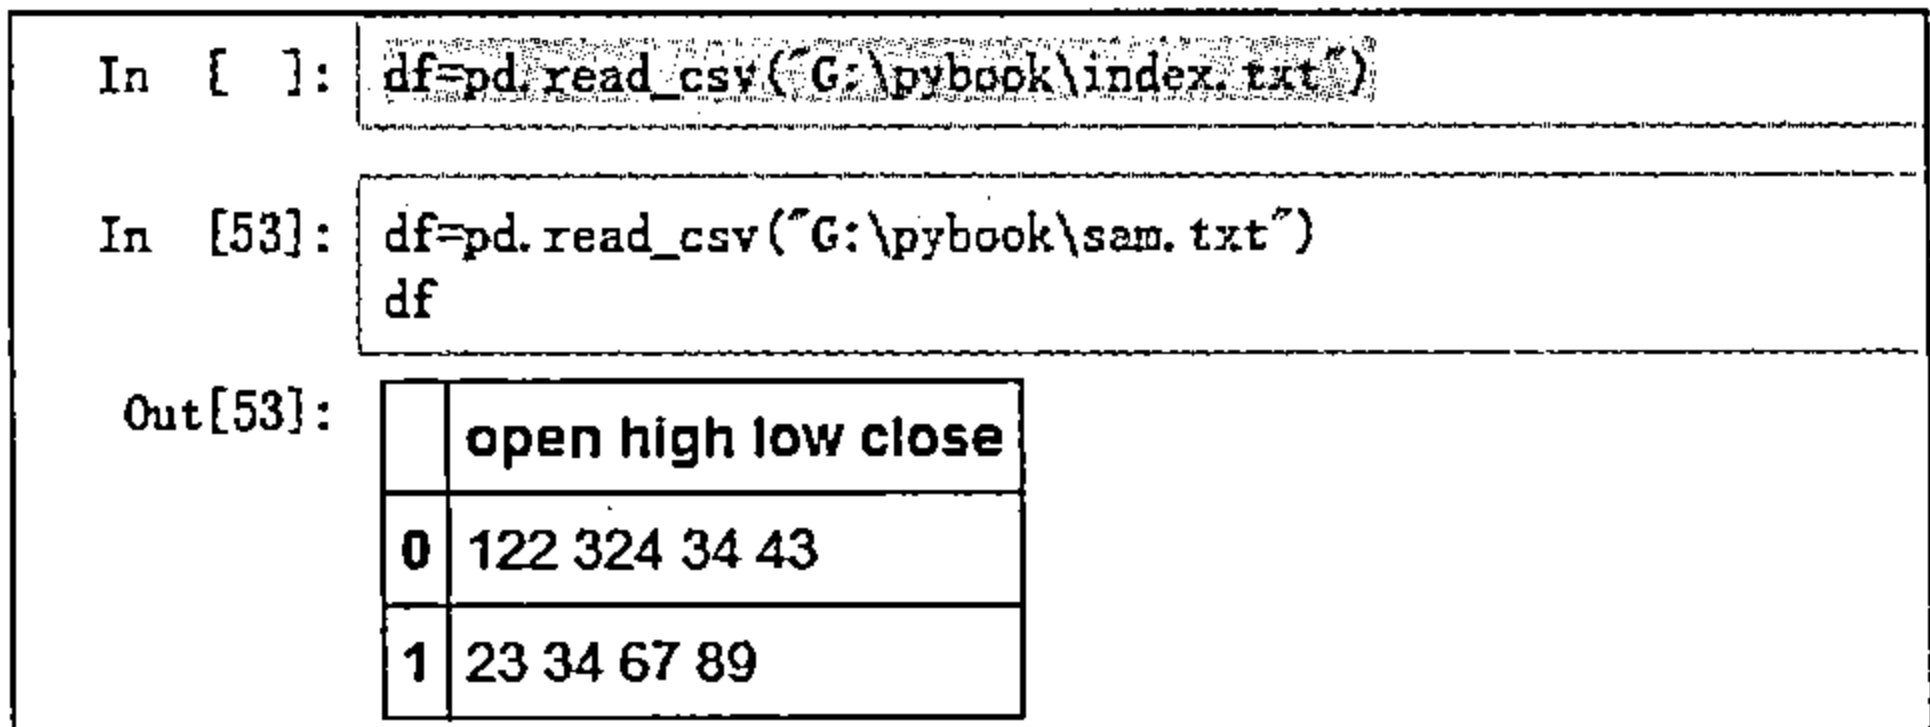 In [ ]: df=pd.read_csv("G:\pybook\index.txt")
In [53]: df=pd.read_csv("G:\pybook\sam.txt")
df
Out[53]:
open high low close
0 122 324 34 43
1 23 34 67 89